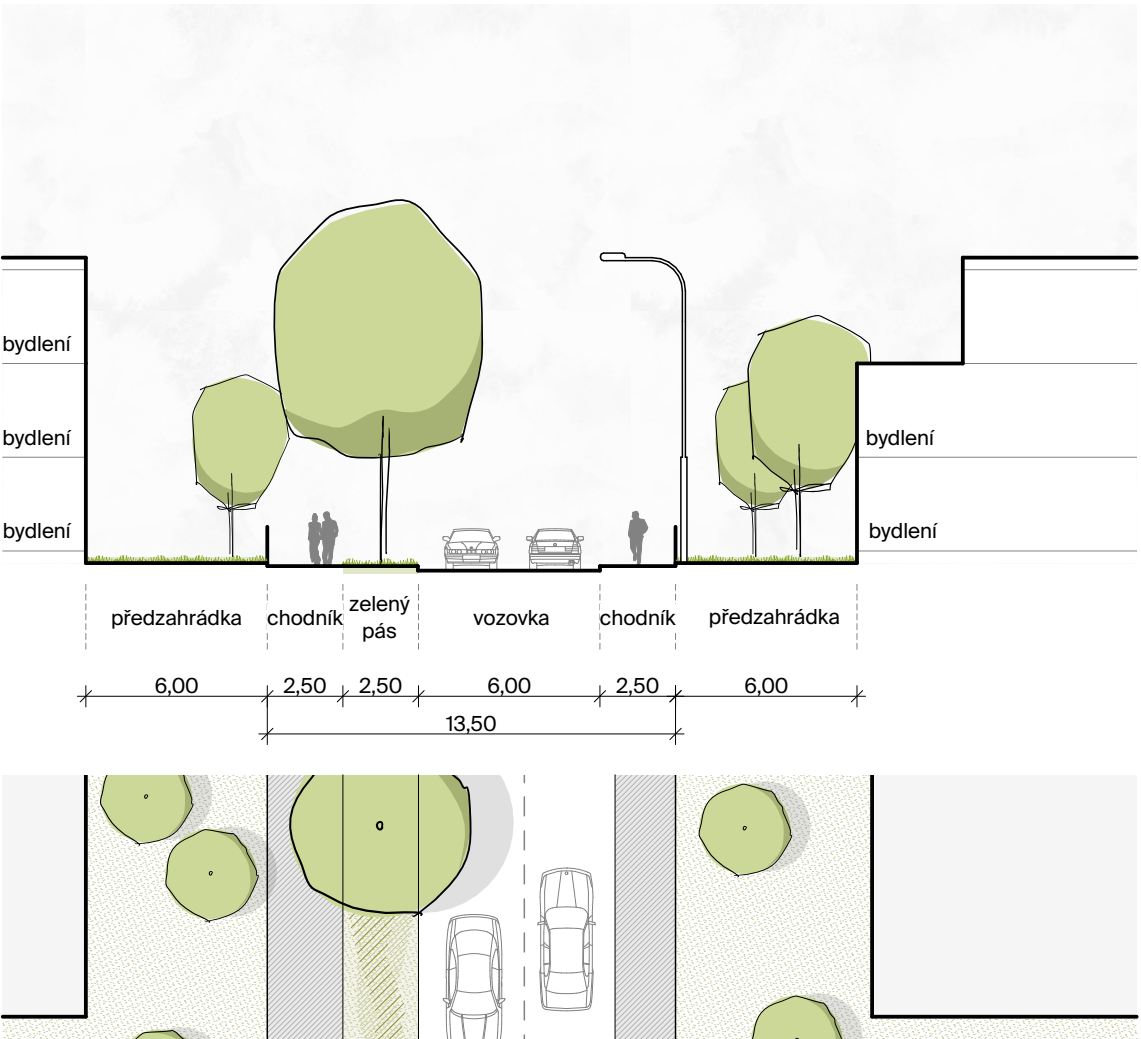 bydlení
bydlení
bydlení
bydlení
bydlení
předzahrádka
chodník
zelený
pás
vozovka
chodník
předzahrádka
6,00
2,50
2,50
6,00
2,50
6,00
13,50